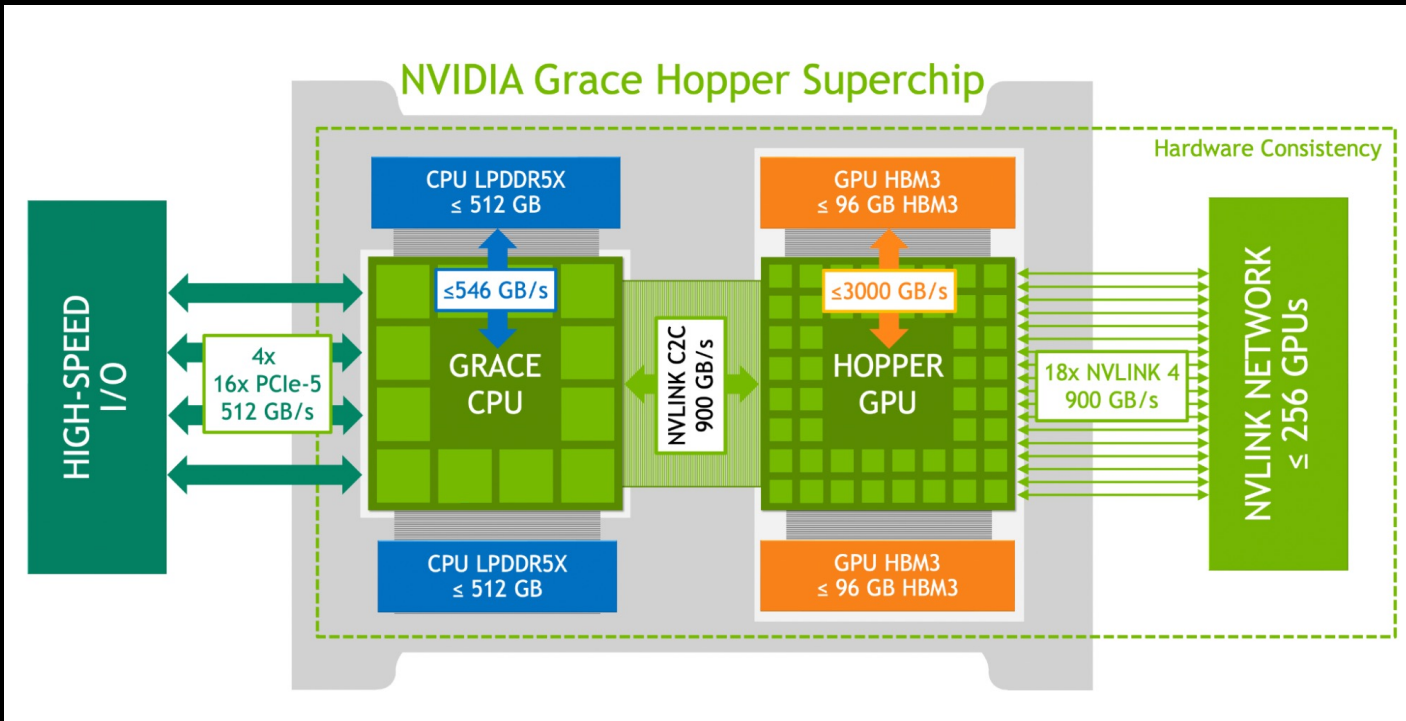 NVIDIA Grace Hopper Superchip
Hardware Consistency
CPU LPDDR5X
≤ 512 GB
GPU HBM3
≤ 96 GB HBM3
HIGH-SPEED
I/O
4x
16x PCIe-5
512 GB/s
≤546 GB/s
GRACE
CPU
NVLINK C2C
900 GB/s
≤3000 GB/s
HOPPER
GPU
18x NVLINK 4
900 GB/s
NVLINK NETWORK
≤ 256 GPUs
CPU LPDDR5X
≤ 512 GB
GPU HBM3
≤ 96 GB HBM3